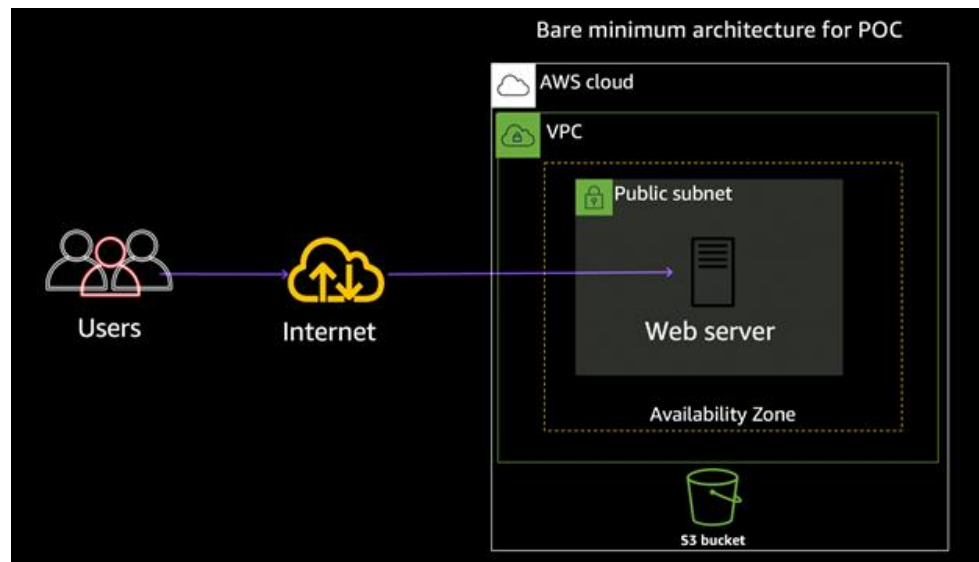 Bare minimum architecture for POC
AWS cloud
VPC
Public subnet
Users
Internet
Web server
Availability Zone
S3 bucket